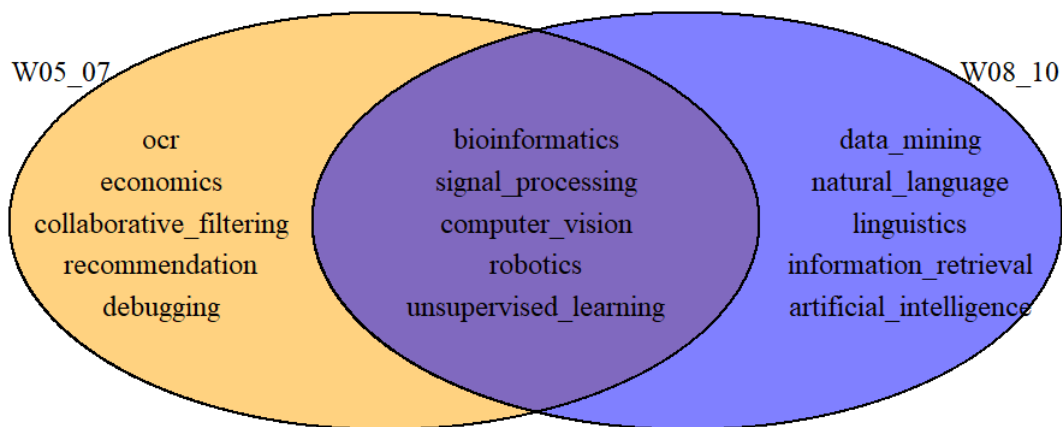 W05_07
W08_10
ocr
economics
collaborative_filtering
recommendation
debugging
bioinformatics
signal_processing
computer_vision
robotics
unsupervised_learning
data_mining
natural_language
linguistics
information_retrieval
artificial_intelligence